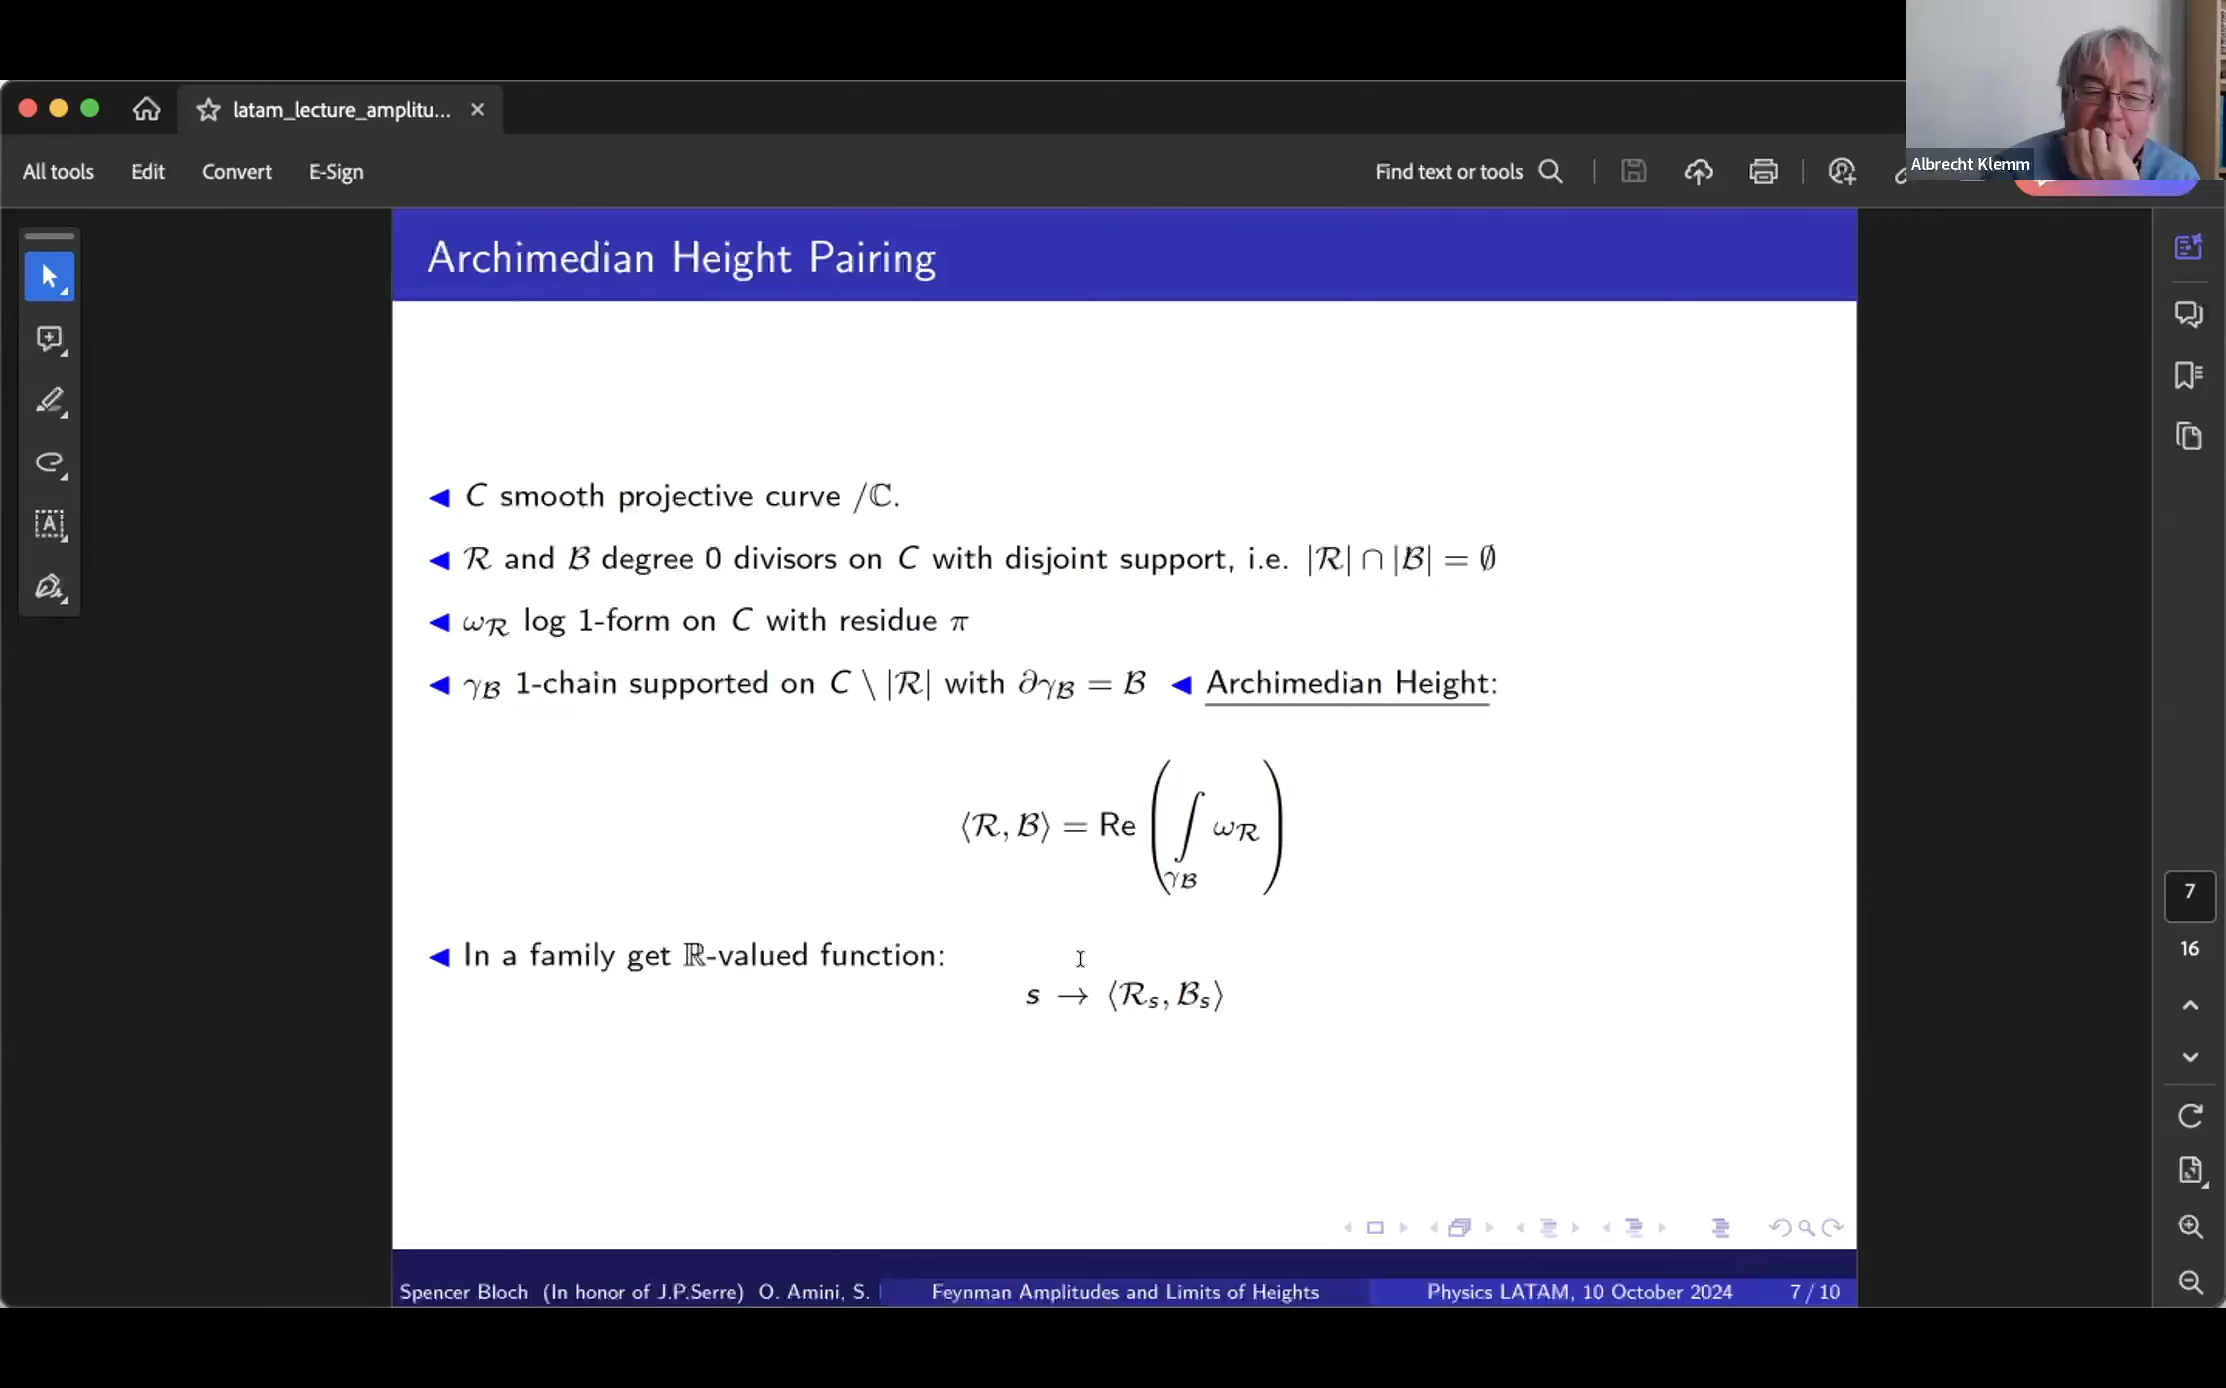 latam_lecture_amplitu...
All tools Edit Convert E-Sign Find text or tools
Albrecht Klemm
Archimedian Height Pairing
◀ C smooth projective curve /ℂ.
◀ ℛ and ℬ degree 0 divisors on C with disjoint support, i.e. |ℛ| ∩ |ℬ| = ∅
◀ ω_ℛ log 1-form on C with residue π
◀ γ_ℬ 1-chain supported on C \ |ℛ| with ∂γ_ℬ = ℬ ◀ Archimedian Height:
⟨ℛ, ℬ⟩ = Re ( ∫_{γ_ℬ} ω_ℛ )
◀ In a family get ℝ-valued function:
s → ⟨ℛ_s, ℬ_s⟩
7
16
Spencer Bloch (In honor of J.P.Serre) O. Amini, S. Feynman Amplitudes and Limits of Heights Physics LATAM, 10 October 2024 7 / 10